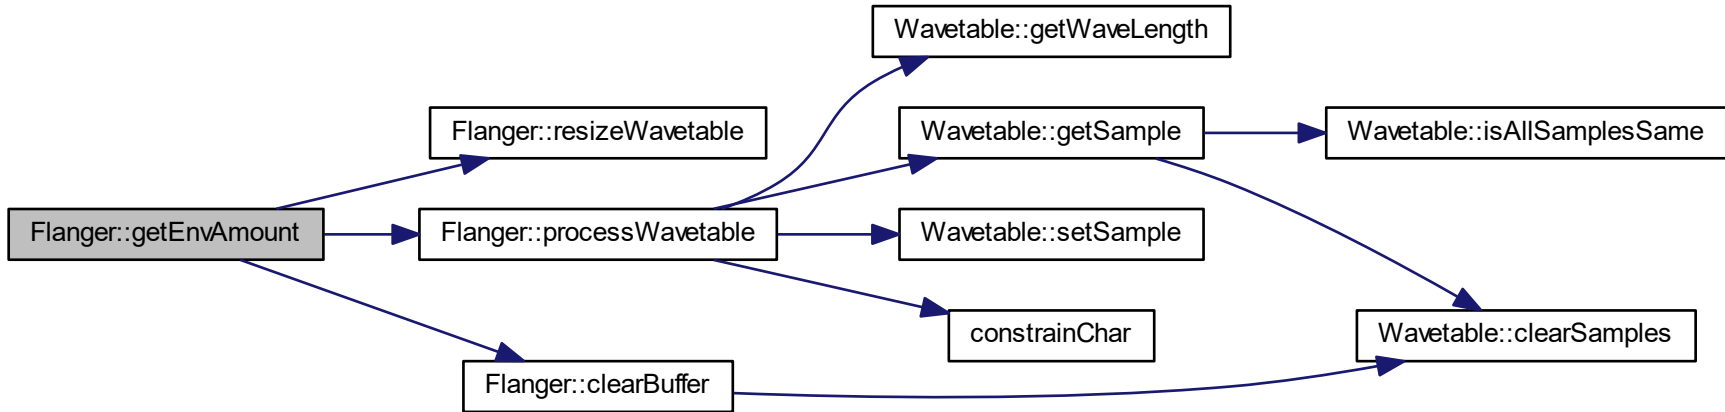 Wavetable::getWaveLength
Flanger::resizeWavetable
Wavetable::getSample
Wavetable::isAllSamplesSame
Flanger::getEnvAmount
Flanger::processWavetable
Wavetable::setSample
constrainChar
Wavetable::clearSamples
Flanger::clearBuffer